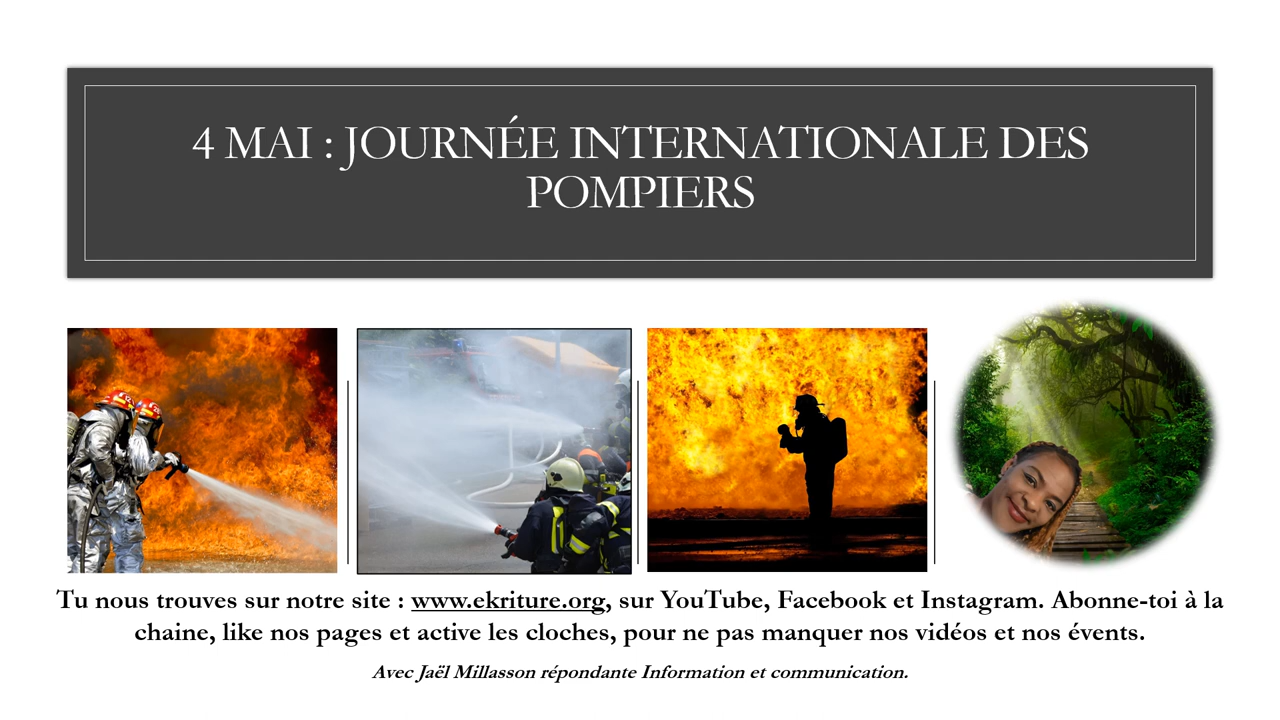 4 MAI : JOURNÉE INTERNATIONALE DES
POMPIERS
Tu nous trouves sur notre site : www.ekriture.org, sur YouTube, Facebook et Instagram. Abonne-toi à la
chaine, like nos pages et active les cloches, pour ne pas manquer nos vidéos et nos évents.
Avec Jaël Millasson répondante Information et communication.